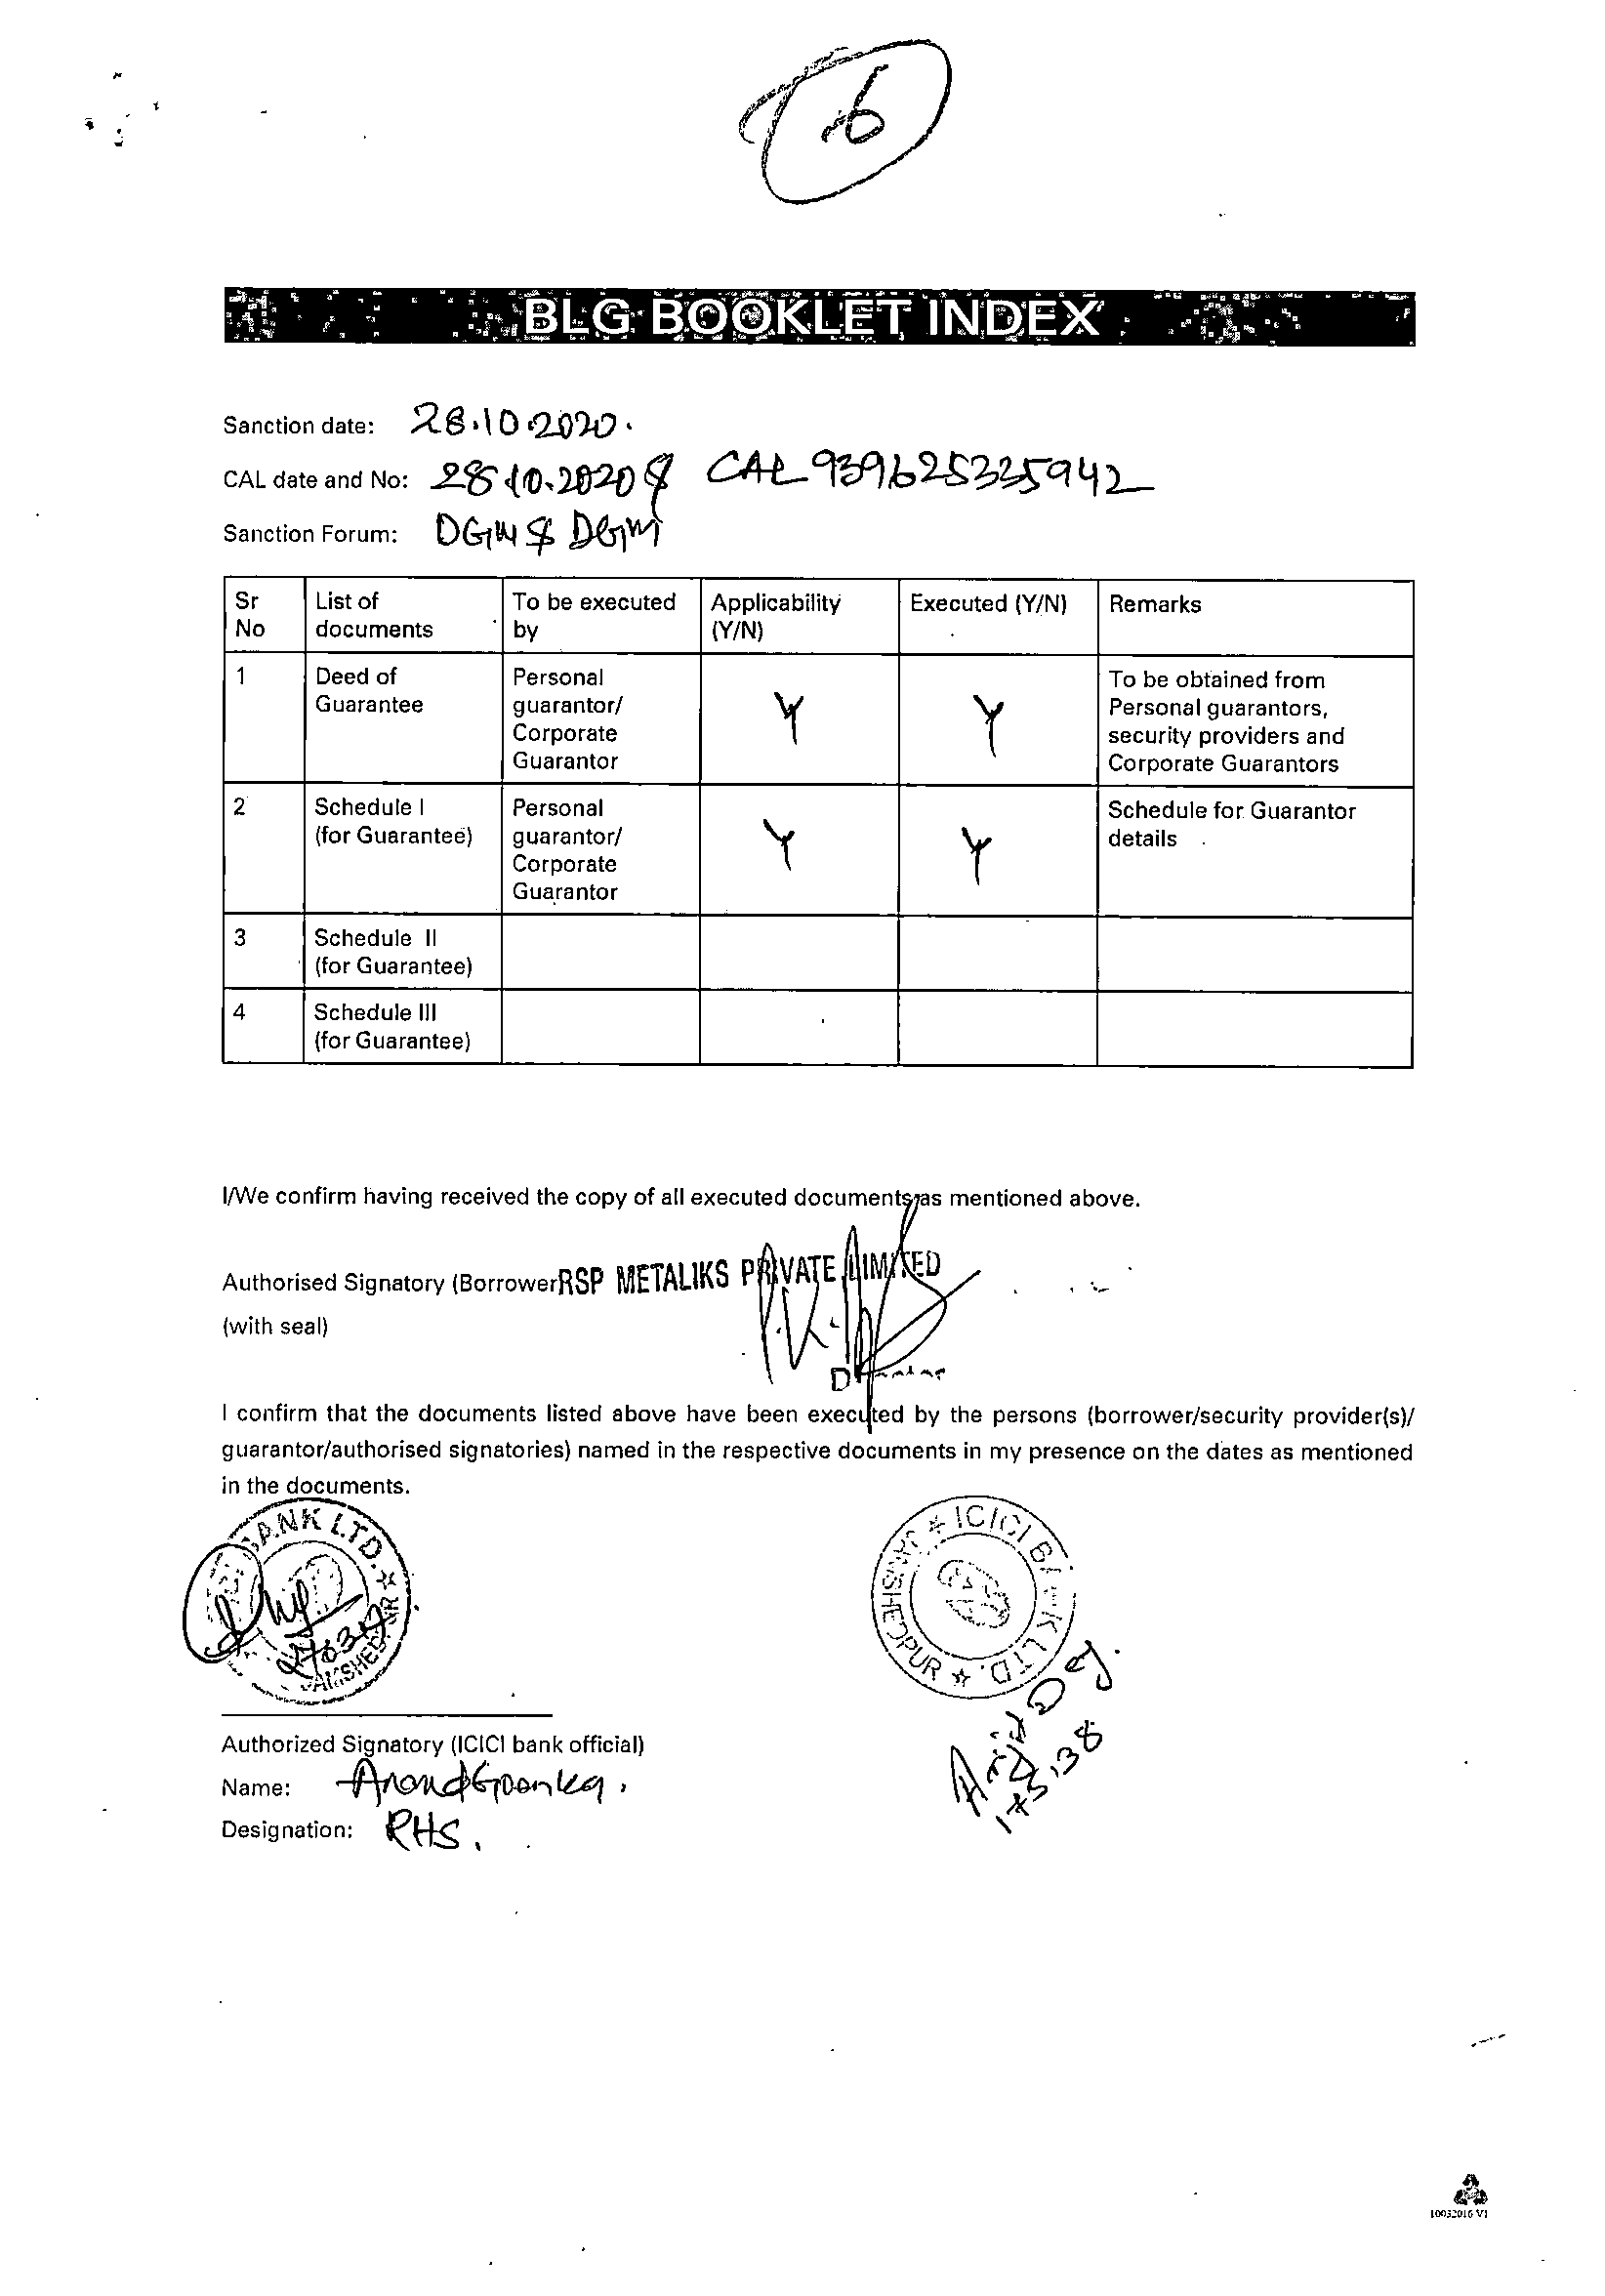 6
BLG BOOKLET INDEX
Sanction date: 28.10.2020.
CAL date and No: 28.10.2020 & CAL939625325942
Sanction Forum: DGM & DGM
Sr No | List of documents | To be executed by | Applicability (Y/N) | Executed (Y/N) | Remarks
1 | Deed of Guarantee | Personal guarantor/ Corporate Guarantor | Y | Y | To be obtained from Personal guarantors, security providers and Corporate Guarantors
2 | Schedule I (for Guarantee) | Personal guarantor/ Corporate Guarantor | Y | Y | Schedule for Guarantor details
3 | Schedule II (for Guarantee)
4 | Schedule III (for Guarantee)
I/We confirm having received the copy of all executed documents as mentioned above.
Authorised Signatory (Borrower RSP METALIKS PRIVATE LIMITED
(with seal)
Director
I confirm that the documents listed above have been executed by the persons (borrower/security provider(s)/
guarantor/authorised signatories) named in the respective documents in my presence on the dates as mentioned
in the documents.
BANK LTD. JAMSHEDPUR
ICICI BANK LTD. JAMSHEDPUR
Authorized Signatory (ICICI bank official)
Name: Anand Goenka.
Designation: RHS.
10032016 V1